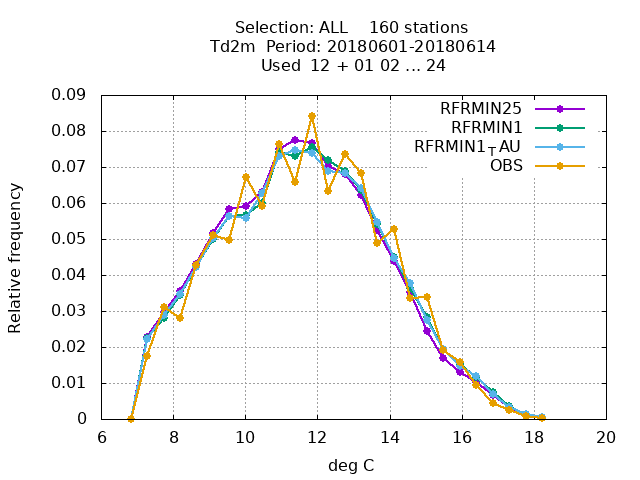 Selection: ALL    160 stations
Td2m  Period: 20180601-20180614
Used  12 + 01 02 ... 24
0.09
0.08
0.07
0.06
0.05
0.04
0.03
0.02
0.01
0
RFRMIN25
RFRMIN1
RFRMIN1TAU
OBS
Relative frequency
6 8 10 12 14 16 18 20
deg C